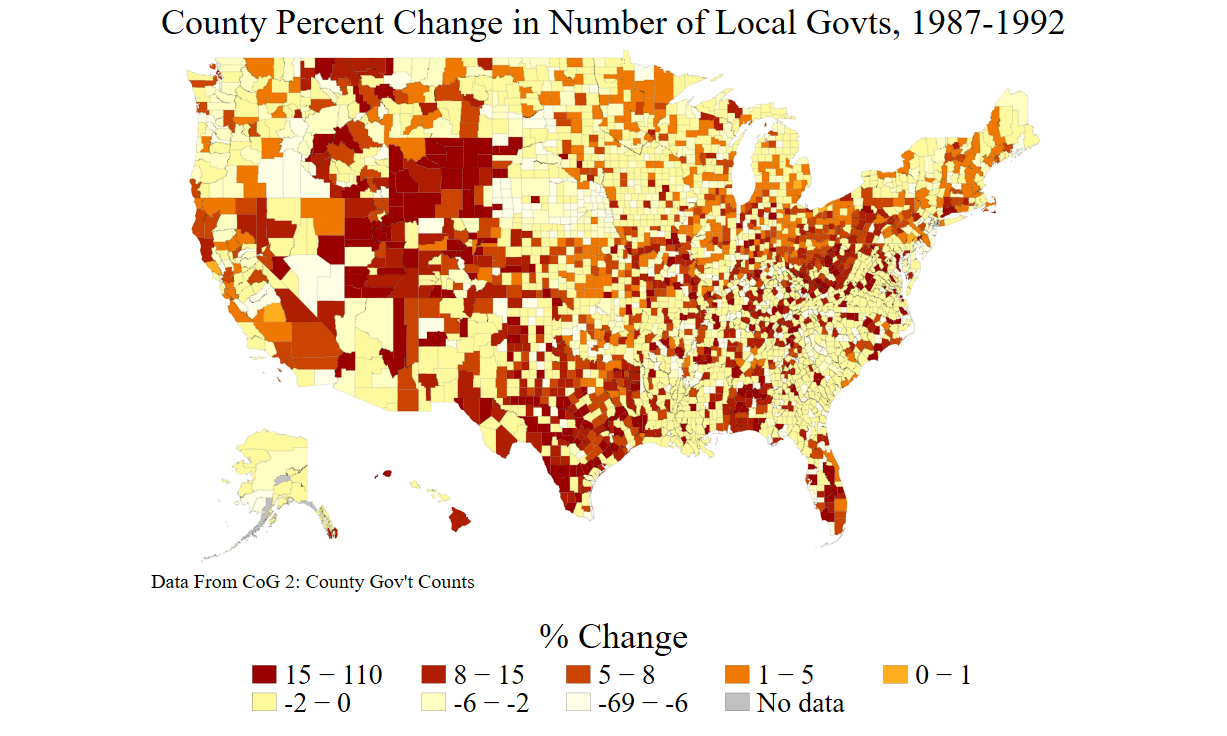 County Percent Change in Number of Local Govts, 1987-1992
Data From CoG 2: County Gov't Counts
% Change
15 − 110 8 − 15 5 − 8 1 − 5 0 − 1
-2 − 0 -6 − -2 -69 − -6 No data